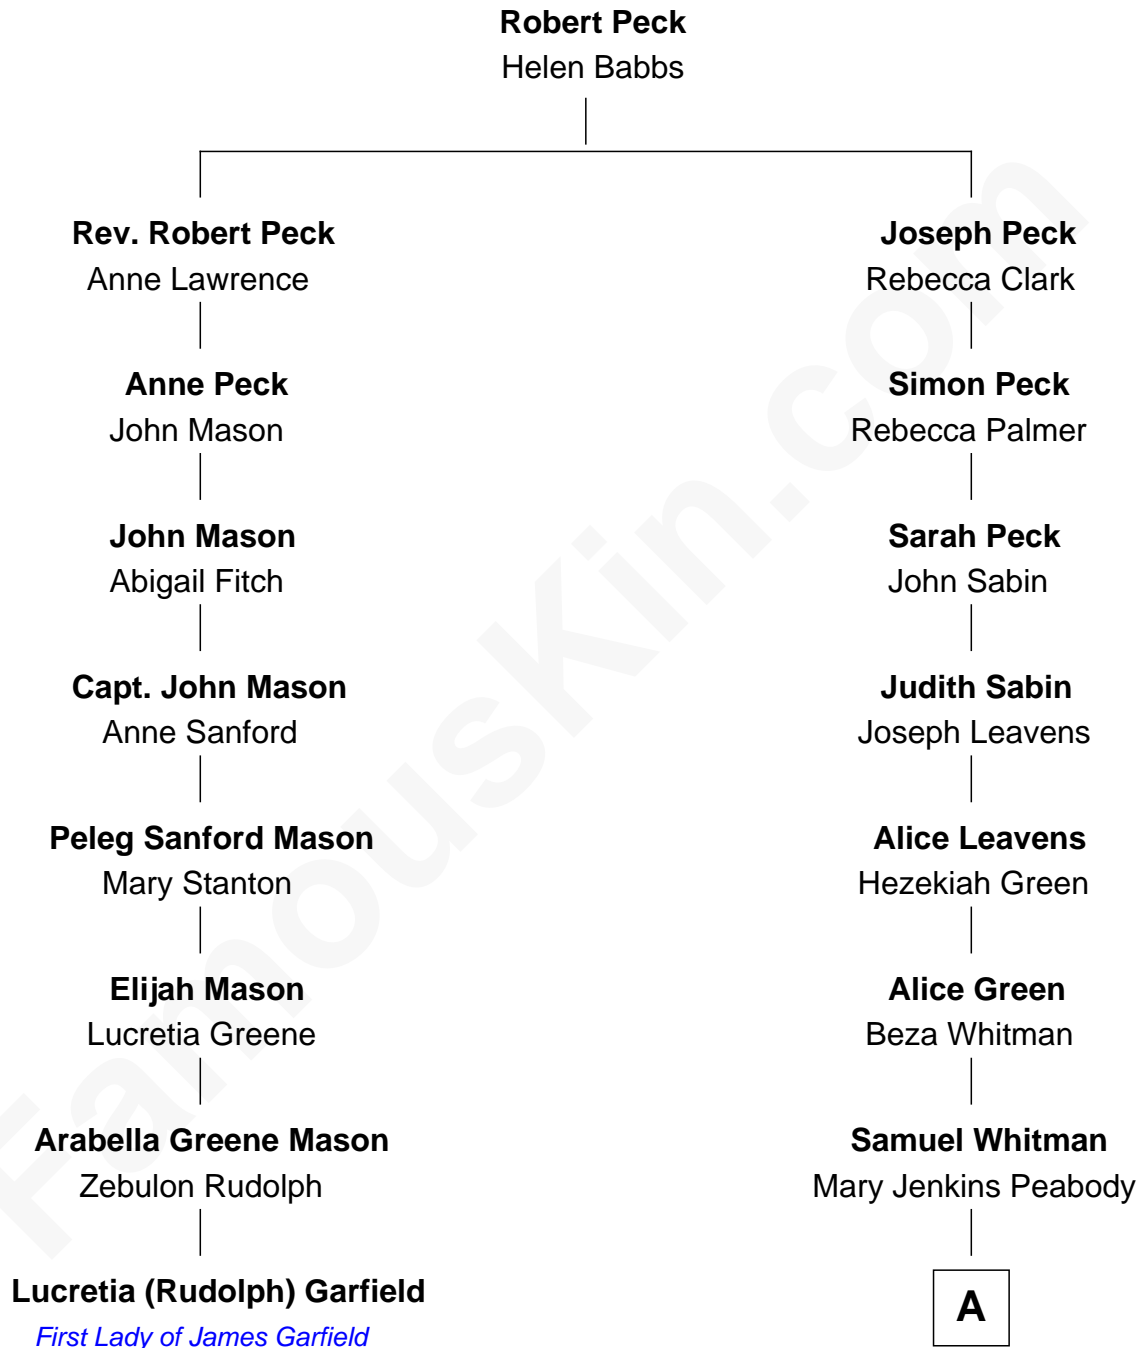 Robert Peck
Helen Babbs
Rev. Robert Peck
Anne Lawrence
Joseph Peck
Rebecca Clark
Anne Peck
John Mason
Simon Peck
Rebecca Palmer
John Mason
Abigail Fitch
Sarah Peck
John Sabin
Capt. John Mason
Anne Sanford
Judith Sabin
Joseph Leavens
Peleg Sanford Mason
Mary Stanton
Alice Leavens
Hezekiah Green
Elijah Mason
Lucretia Greene
Alice Green
Beza Whitman
Arabella Greene Mason
Zebulon Rudolph
Samuel Whitman
Mary Jenkins Peabody
Lucretia (Rudolph) Garfield
First Lady of James Garfield
A
FamousKin.com